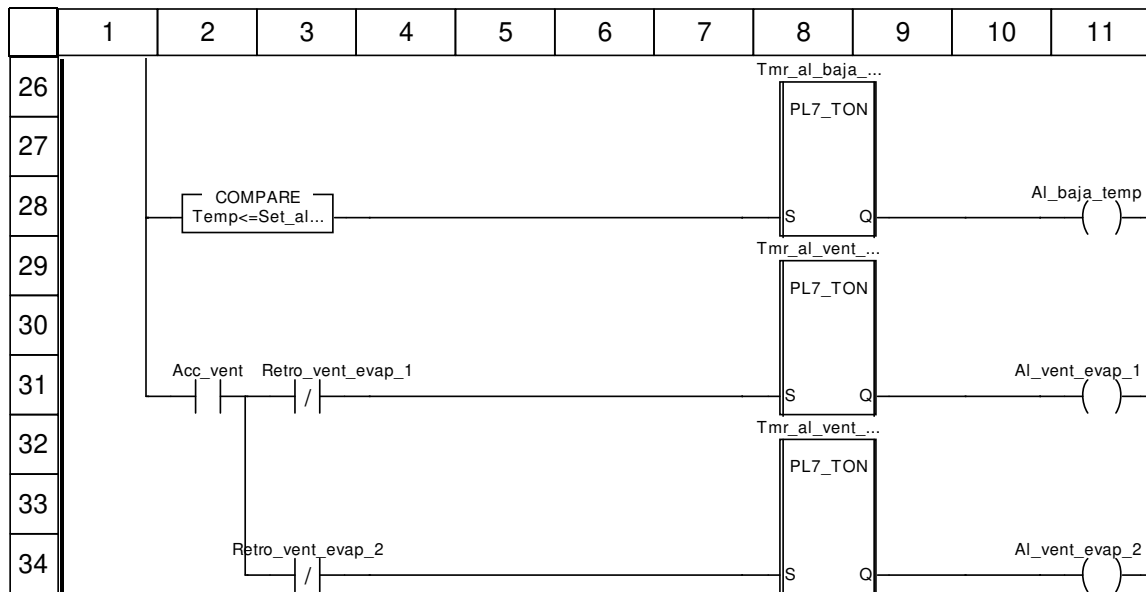 1 2 3 4 5 6 7 8 9 10 11
26
Tmr_al_baja_...
PL7_TON
27
28
COMPARE
Temp<=Set_al...
S Q
Al_baja_temp
29
Tmr_al_vent_...
PL7_TON
30
31
Acc_vent Retro_vent_evap_1
/
S Q
Al_vent_evap_1
32
Tmr_al_vent_...
PL7_TON
33
34
Retro_vent_evap_2
/
S Q
Al_vent_evap_2